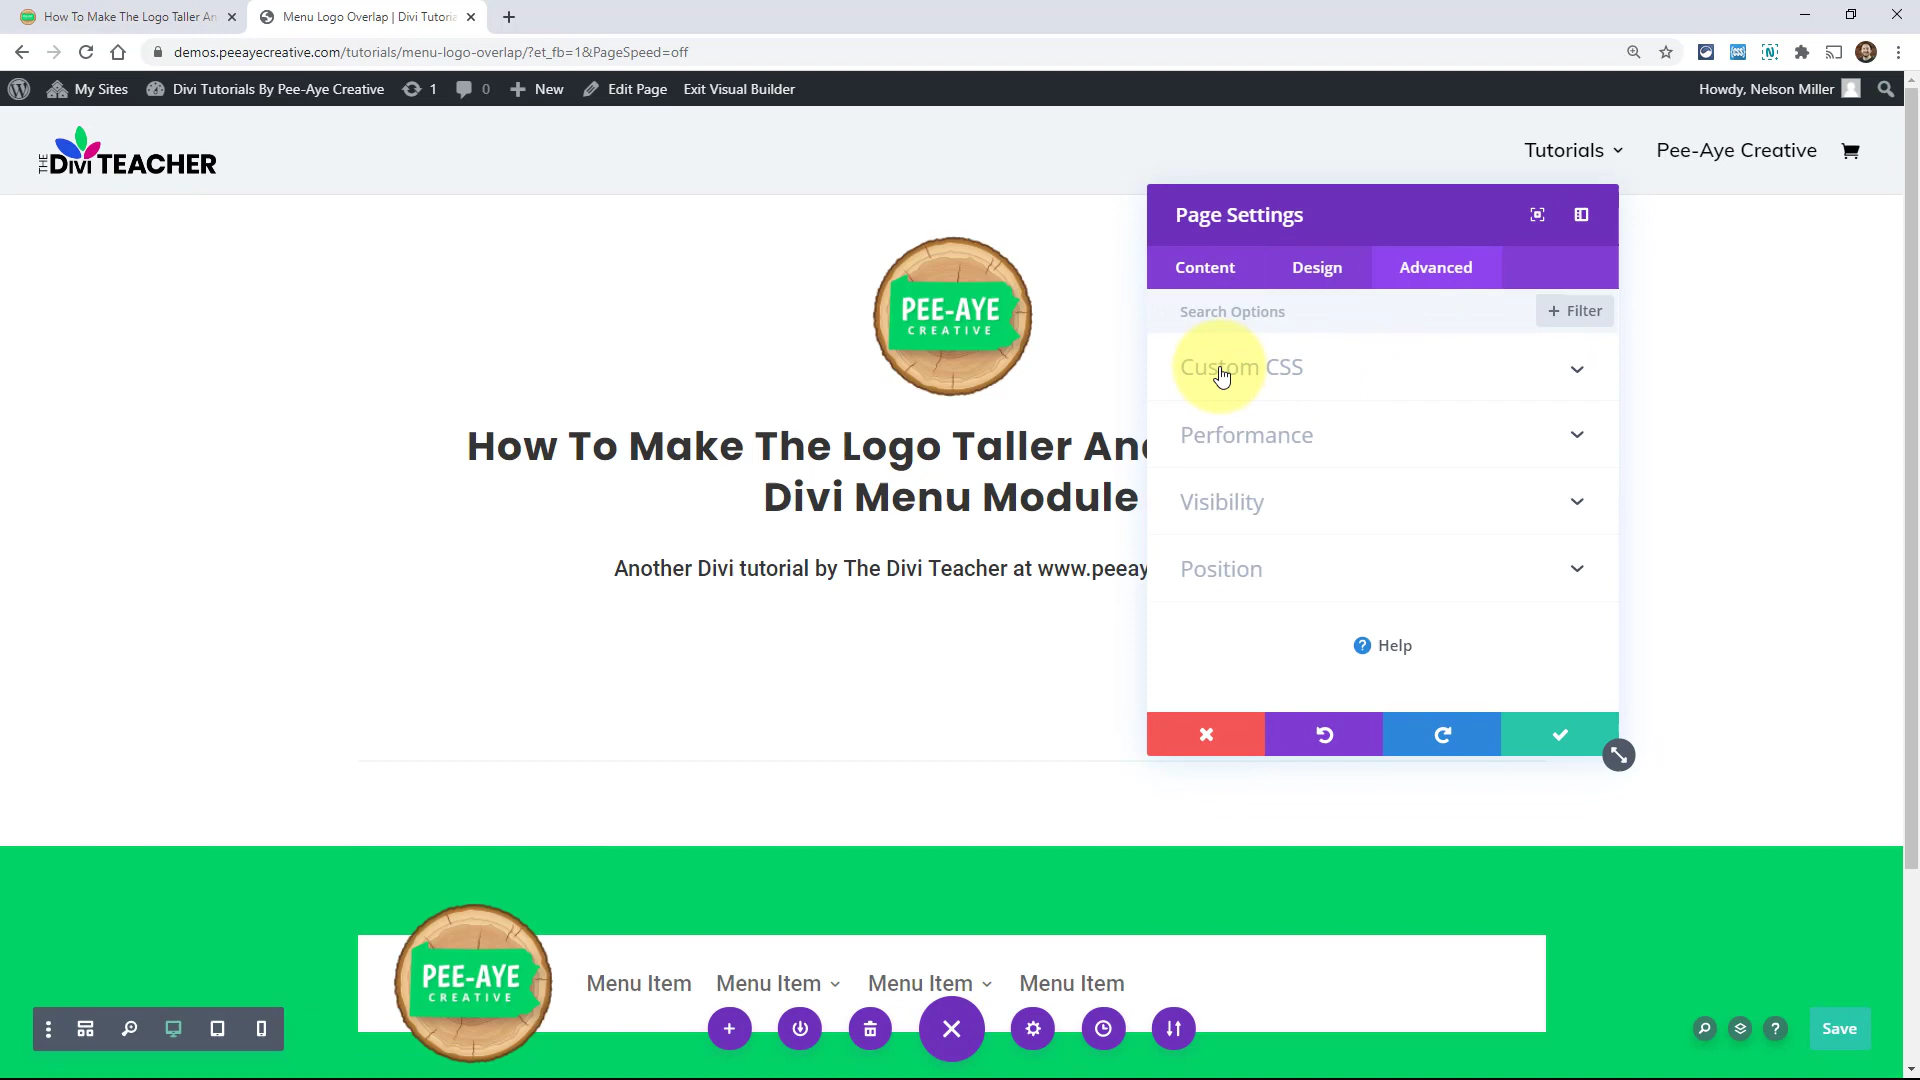 How To Make The Logo Taller An
Menu Logo Overlap | Divi Tutoria
demos.peeayecreative.com/tutorials/menu-logo-overlap/?et_fb=1&PageSpeed=off
My Sites
Divi Tutorials By Pee-Aye Creative
1
0
New
Edit Page
Exit Visual Builder
Howdy, Nelson Miller
THE DIVI TEACHER
Tutorials
Pee-Aye Creative
PEE-AYE
CREATIVE
How To Make The Logo Taller And
Divi Menu Module
Another Divi tutorial by The Divi Teacher at www.peeay
Page Settings
Content
Design
Advanced
Search Options
+ Filter
Custom CSS
Performance
Visibility
Position
? Help
PEE-AYE
CREATIVE
Menu Item
Menu Item
Menu Item
Menu Item
?
Save